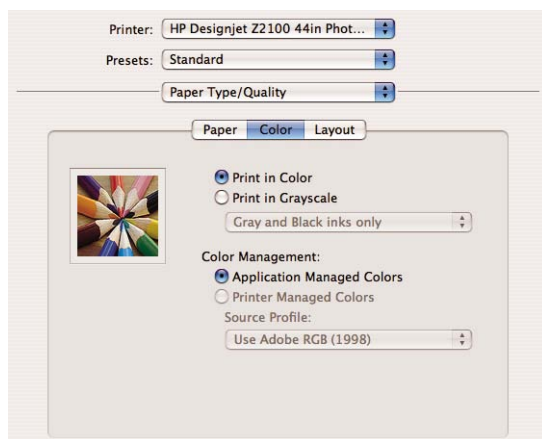 Printer: HP Designjet Z2100 44in Phot...
Presets: Standard
Paper Type/Quality
Paper Color Layout
Print in Color
Print in Grayscale
Gray and Black inks only
Color Management:
Application Managed Colors
Printer Managed Colors
Source Profile:
Use Adobe RGB (1998)